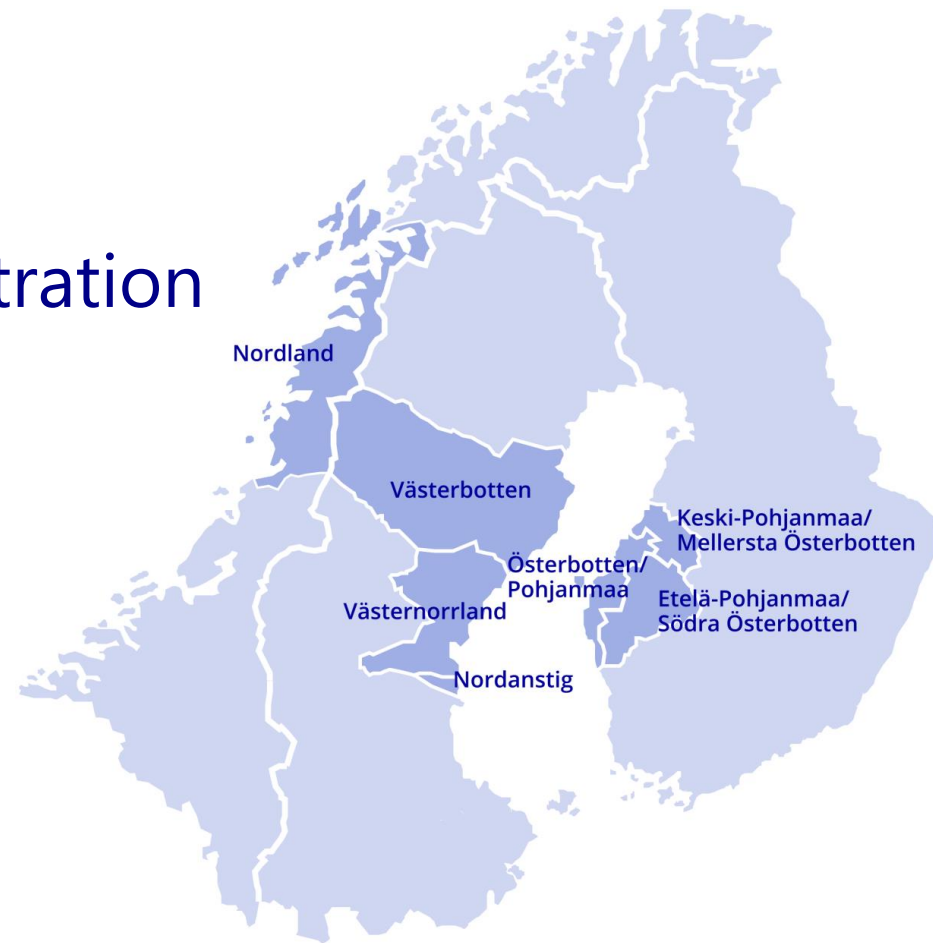 tration
Nordland
Västerbotten
Keski-Pohjanmaa/
Mellersta Österbotten
Österbotten/
Pohjanmaa
Etelä-Pohjanmaa/
Södra Österbotten
Västernorrland
Nordanstig